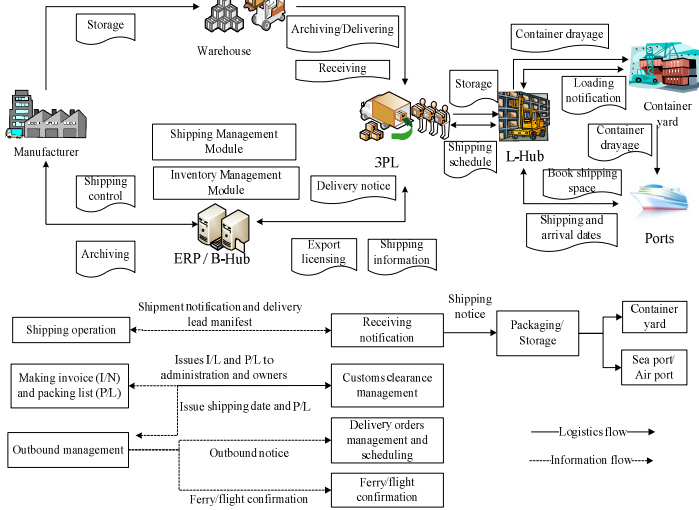 Storage
Warehouse
Archiving/Delivering
Receiving
Container drayage
Storage
Loading
notification
Container
yard
Manufacturer
Shipping Management
Module
3PL
Shipping
schedule
L-Hub
Container
drayage
Inventory Management
Module
Shipping
control
Delivery notice
Book shipping
space
Shipping and
arrival dates
Ports
Archiving
ERP / B-Hub
Export
licensing
Shipping
information
Shipping operation
Shipment notification and delivery
lead manifest
Receiving
notification
Shipping
notice
Packaging/
Storage
Container
yard
Sea port/
Air port
Making invoice (I/N)
and packing list (P/L)
Issues I/L and P/L to
administration and owners
Issue shipping date and P/L
Customs clearance
management
Outbound management
Outbound notice
Delivery orders
management and
scheduling
Ferry/flight confirmation
Ferry/flight
confirmation
Logistics flow
Information flow